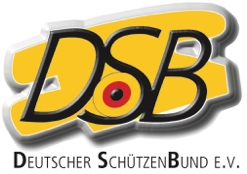 DSB
DEUTSCHER SCHÜTZENBUND E.V.